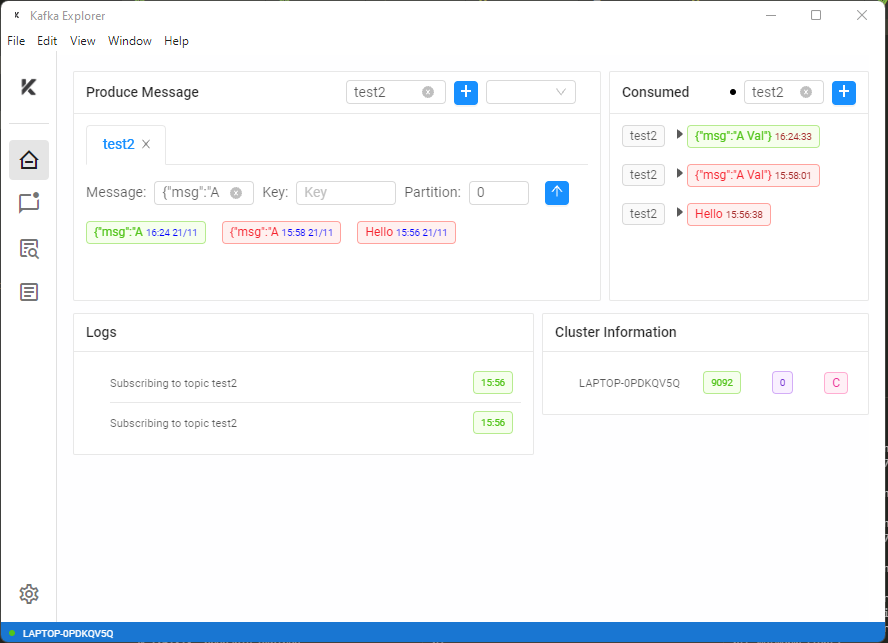 Kafka Explorer
File Edit View Window Help
Produce Message test2
Consumed test2
test2
Message: {"msg":"A Key: Key Partition: 0
{"msg":"A 16:24 21/11 {"msg":"A 15:58 21/11 Hello 15:56 21/11
test2 {"msg":"A Val"} 16:24:33
test2 {"msg":"A Val"} 15:58:01
test2 Hello 15:56:38
Logs
Subscribing to topic test2 15:56
Subscribing to topic test2 15:56
Cluster Information
LAPTOP-0PDKQV5Q 9092 0 C
LAPTOP-0PDKQV5Q